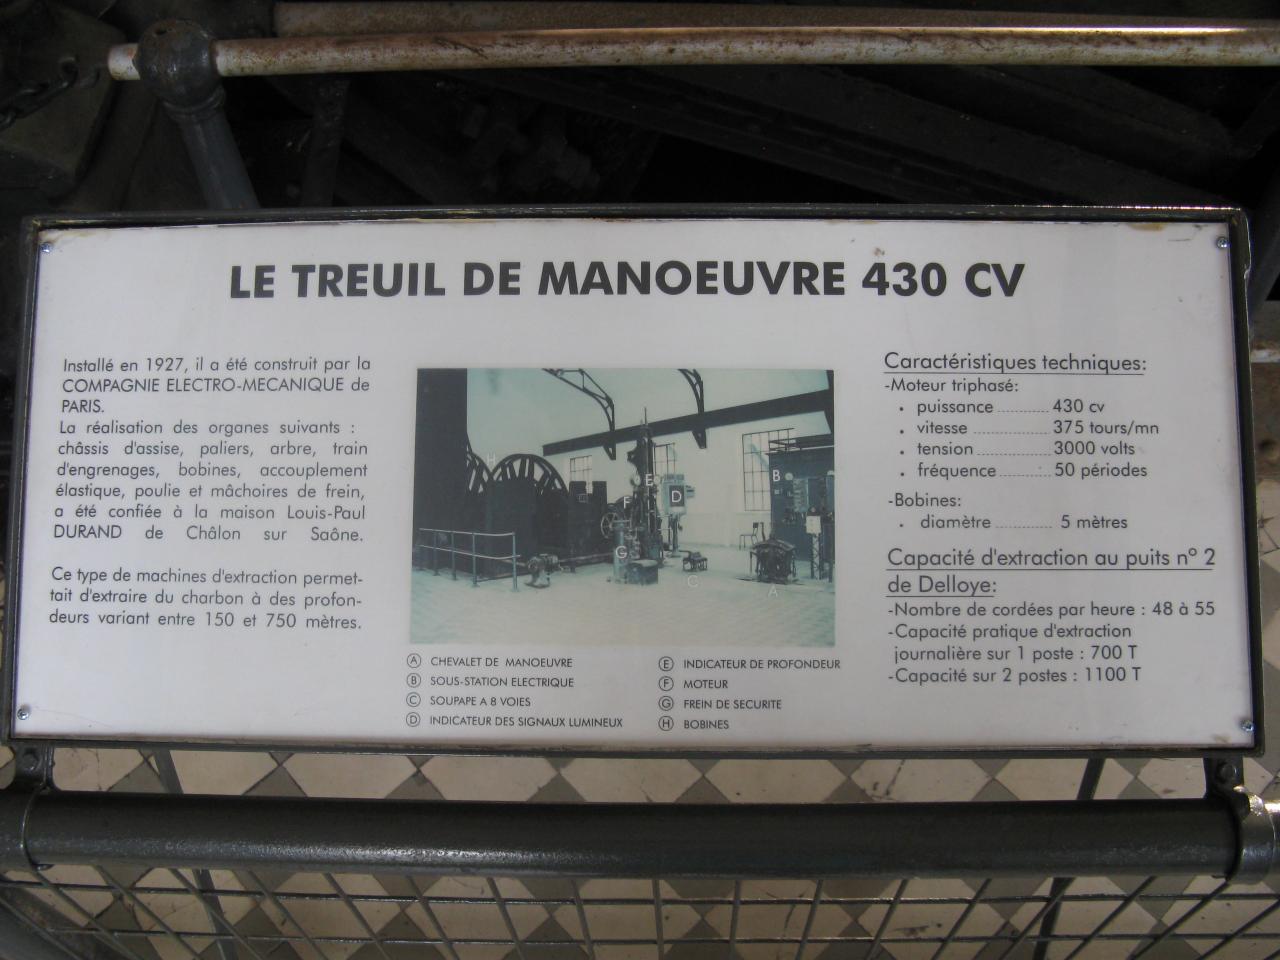 LE TREUIL DE MANOEUVRE 430 CV
Installé en 1927, il a été construit par la
COMPAGNIE ELECTRO-MECANIQUE de
PARIS.
La réalisation des organes suivants :
châssis d'assise, paliers, arbre, train
d'engrenages, bobines, accouplement
élastique, poulie et mâchoires de frein,
a été confiée à la maison Louis-Paul
DURAND de Châlon sur Saône.
Ce type de machines d'extraction permet-
tait d'extraire du charbon à des profon-
deurs variant entre 150 et 750 mètres.
H
E
D
B
F
G
C
A
A CHEVALET DE MANOEUVRE
B SOUS-STATION ELECTRIQUE
C SOUPAPE A 8 VOIES
D INDICATEUR DES SIGNAUX LUMINEUX
E INDICATEUR DE PROFONDEUR
F MOTEUR
G FREIN DE SECURITE
H BOBINES
Caractéristiques techniques:
-Moteur triphasé:
. puissance ............ 430 cv
. vitesse ............ 375 tours/mn
. tension ............ 3000 volts
. fréquence ............ 50 périodes
-Bobines:
. diamètre ............ 5 mètres
Capacité d'extraction au puits n° 2
de Delloye:
-Nombre de cordées par heure : 48 à 55
-Capacité pratique d'extraction
journalière sur 1 poste : 700 T
-Capacité sur 2 postes : 1100 T